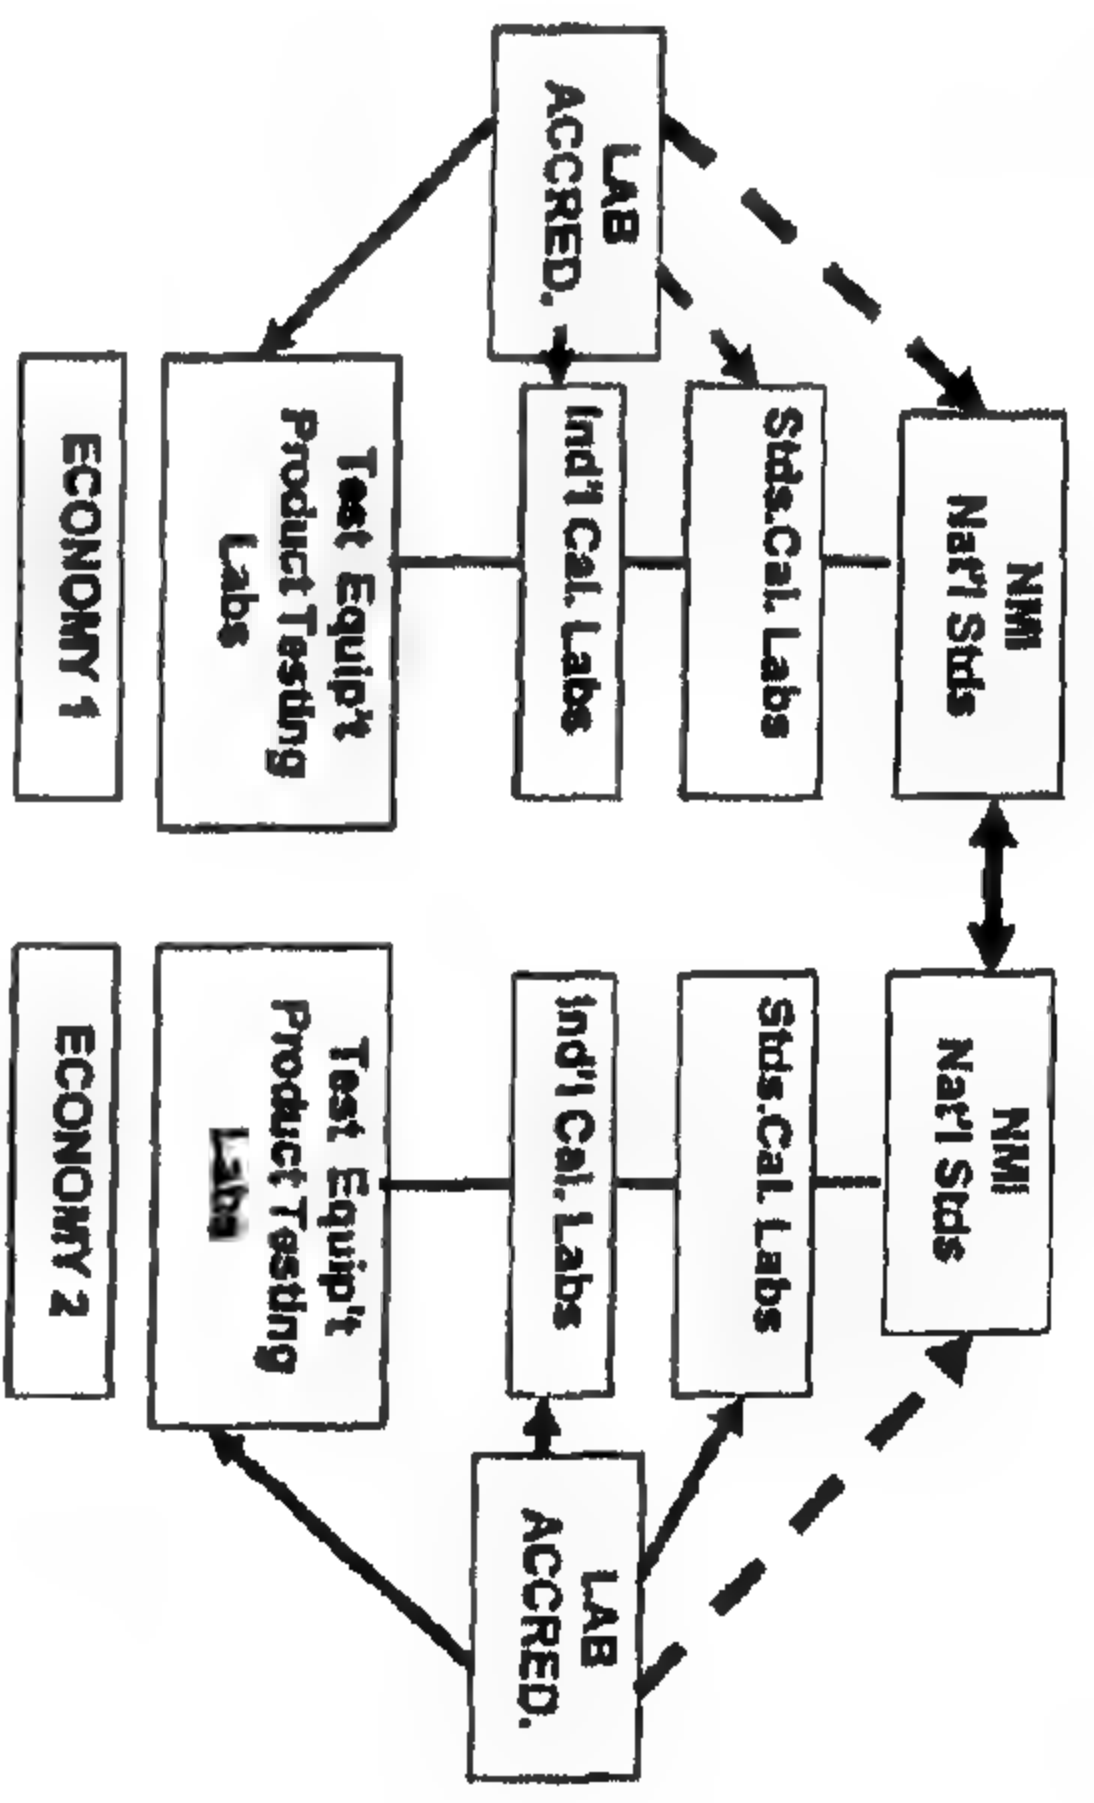 NMI
Nat'l Stds
NMI
Nat'l Stds
Stds.Cal. Labs
Stds.Cal. Labs
LAB
ACCRED.
Ind'l Cal. Labs
Ind'l Cal. Labs
LAB
ACCRED.
Test Equip't
Product Testing
Labs
Test Equip't
Product Testing
Labs
ECONOMY 1
ECONOMY 2